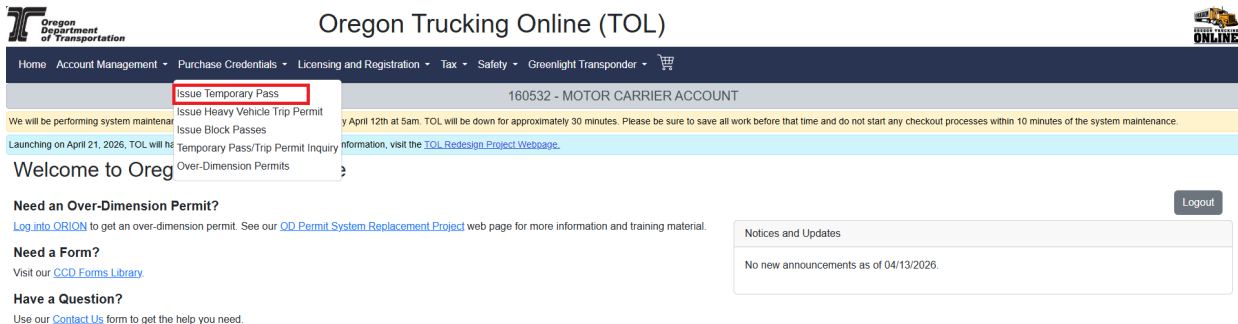 Oregon
Department
of Transportation
Oregon Trucking Online (TOL)
OREGON TRUCKING
ONLINE
Home Account Management Purchase Credentials Licensing and Registration Tax Safety Greenlight Transponder
160532 - MOTOR CARRIER ACCOUNT
Issue Temporary Pass
Issue Heavy Vehicle Trip Permit
Issue Block Passes
Temporary Pass/Trip Permit Inquiry
Over-Dimension Permits
We will be performing system maintenan y April 12th at 5am. TOL will be down for approximately 30 minutes. Please be sure to save all work before that time and do not start any checkout processes within 10 minutes of the system maintenance.
Launching on April 21, 2026, TOL will ha nformation, visit the TOL Redesign Project Webpage.
Welcome to Oreg
Logout
Need an Over-Dimension Permit?
Log into ORION to get an over-dimension permit. See our OD Permit System Replacement Project web page for more information and training material.
Need a Form?
Visit our CCD Forms Library.
Have a Question?
Use our Contact Us form to get the help you need.
Notices and Updates
No new announcements as of 04/13/2026.